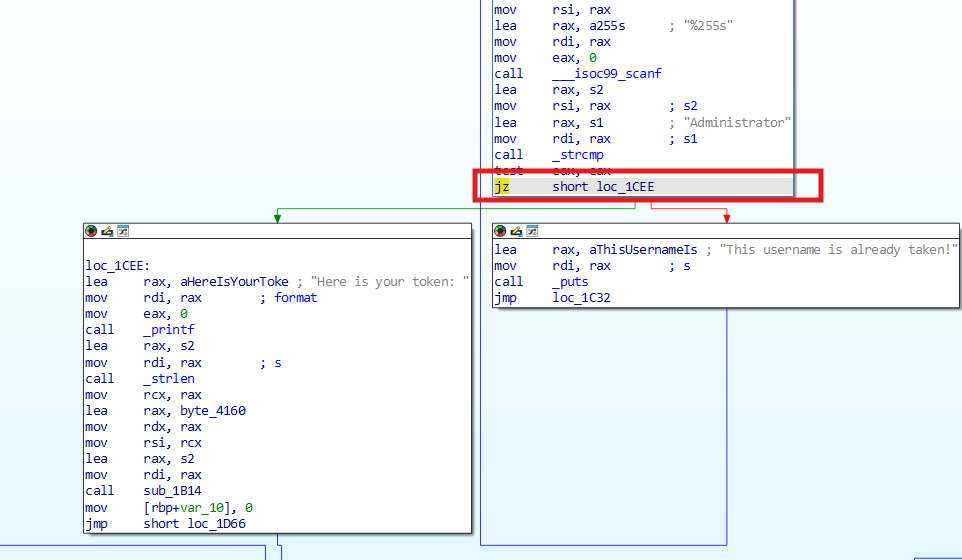 mov rsi, rax
lea rax, a255s ; "%255s"
mov rdi, rax
mov eax, 0
call ___isoc99_scanf
lea rax, s2
mov rsi, rax ; s2
lea rax, s1 ; "Administrator"
mov rdi, rax ; s1
call _strcmp
test eax, eax
jz short loc_1CEE
loc_1CEE:
lea rax, aHereIsYourToke ; "Here is your token: "
mov rdi, rax ; format
mov eax, 0
call _printf
lea rax, s2
mov rdi, rax ; s
call _strlen
mov rcx, rax
lea rax, byte_4160
mov rdx, rax
mov rsi, rcx
lea rax, s2
mov rdi, rax
call sub_1B14
mov [rbp+var_10], 0
jmp short loc_1D66
lea rax, aThisUsernameIs ; "This username is already taken!"
mov rdi, rax ; s
call _puts
jmp loc_1C32